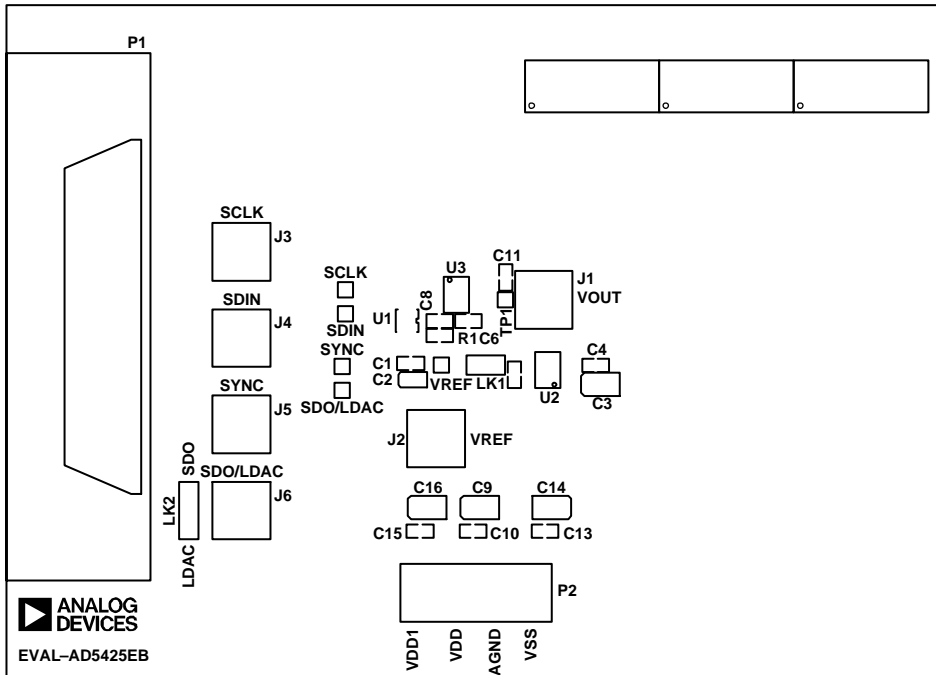 P1
SCLK
J3
SDIN
J4
SYNC
J5
SDO/LDAC
J6
SDO
LK2
LDAC
SCLK
SDIN
SYNC
SDO/LDAC
U1
C8
U3
R1
C6
C11
TP1
J1
VOUT
C1
C2
VREF
LK1
U2
C4
C3
J2
VREF
C16
C9
C14
C15
C10
C13
P2
VDD1
VDD
AGND
VSS
ANALOG
DEVICES
EVAL–AD5425EB